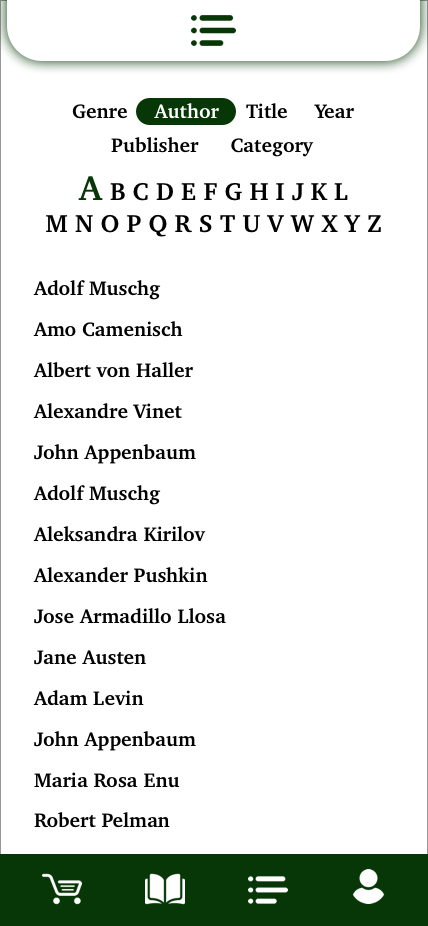 Genre Author Title Year
Publisher Category
A B C D E F G H I J K L
M N O P Q R S T U V W X Y Z
Adolf Muschg
Amo Camenisch
Albert von Haller
Alexandre Vinet
John Appenbaum
Adolf Muschg
Aleksandra Kirilov
Alexander Pushkin
Jose Armadillo Llosa
Jane Austen
Adam Levin
John Appenbaum
Maria Rosa Enu
Robert Pelman